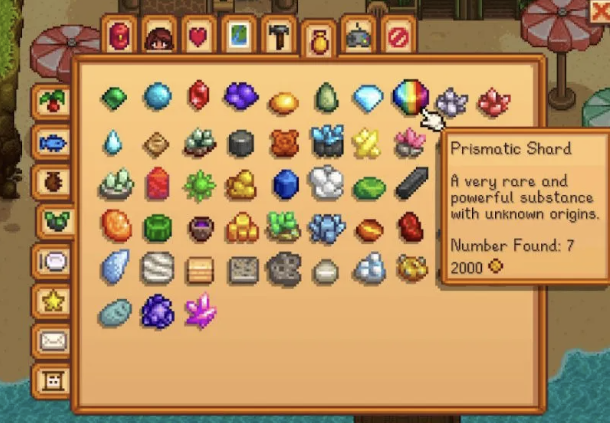 Prismatic Shard
A very rare and
powerful substance
with unknown origins.
Number Found: 7
2000